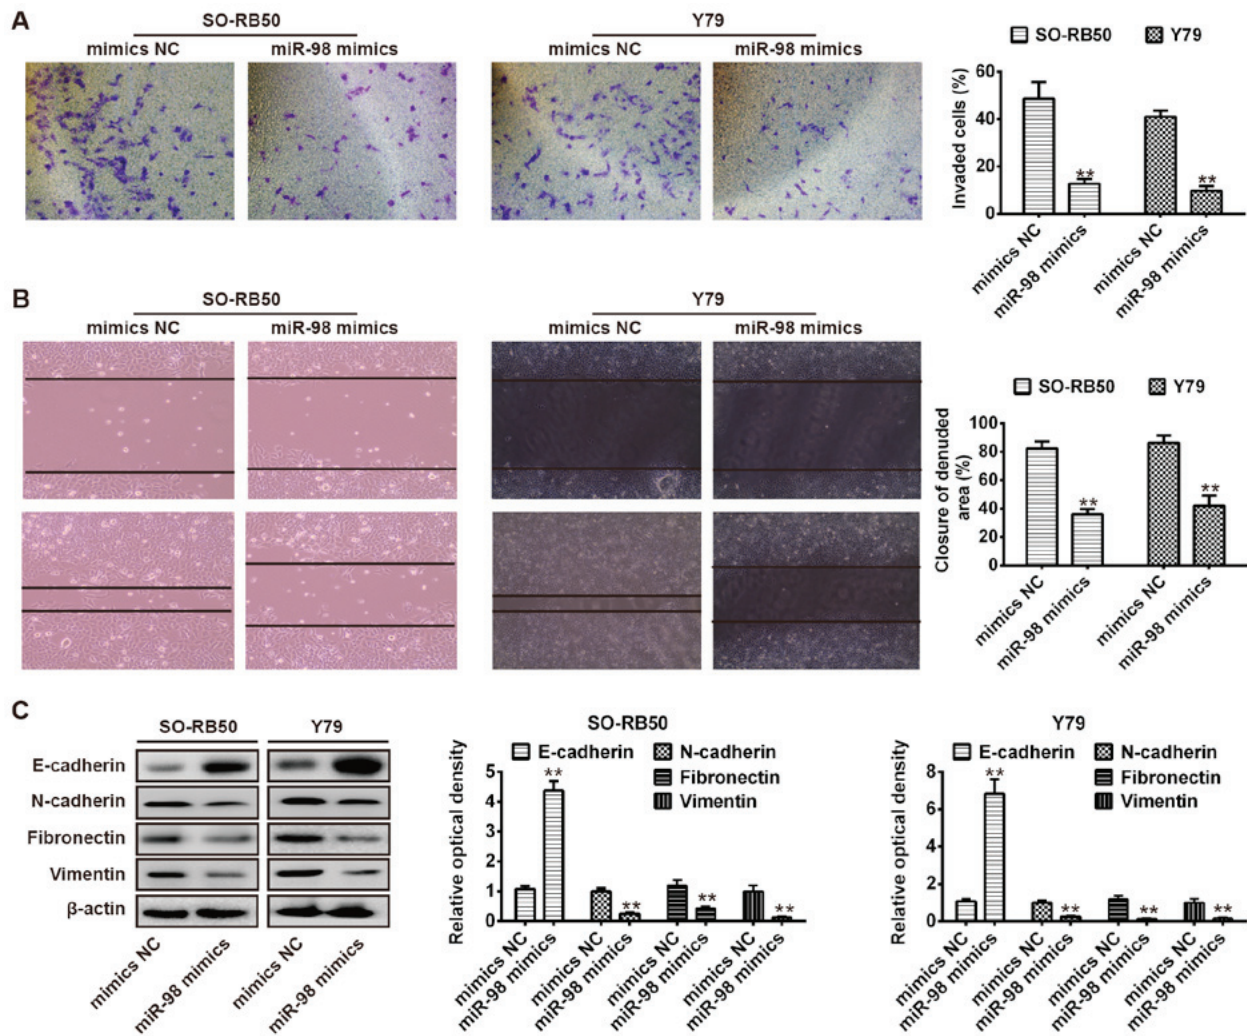 A
SO-RB50
mimics NC miR-98 mimics
Y79
mimics NC miR-98 mimics
SO-RB50 Y79
Invaded cells (%)
60
40
20
0
mimics NC
miR-98 mimics
mimics NC
miR-98 mimics
B
SO-RB50
mimics NC miR-98 mimics
Y79
mimics NC miR-98 mimics
SO-RB50 Y79
Closure of denuded
area (%)
100
80
60
40
20
0
**
**
**
**
mimics NC
miR-98 mimics
mimics NC
miR-98 mimics
C
SO-RB50 Y79
E-cadherin
N-cadherin
Fibronectin
Vimentin
β-actin
mimics NC
miR-98 mimics
mimics NC
miR-98 mimics
SO-RB50
E-cadherin N-cadherin
Fibronectin
Vimentin
Relative optical density
5
4
3
2
1
0
**
**
**
**
mimics NC
miR-98 mimics
mimics NC
miR-98 mimics
mimics NC
miR-98 mimics
mimics NC
miR-98 mimics
Y79
E-cadherin N-cadherin
Fibronectin
Vimentin
Relative optical density
8
6
4
2
0
**
**
**
**
mimics NC
miR-98 mimics
mimics NC
miR-98 mimics
mimics NC
miR-98 mimics
mimics NC
miR-98 mimics